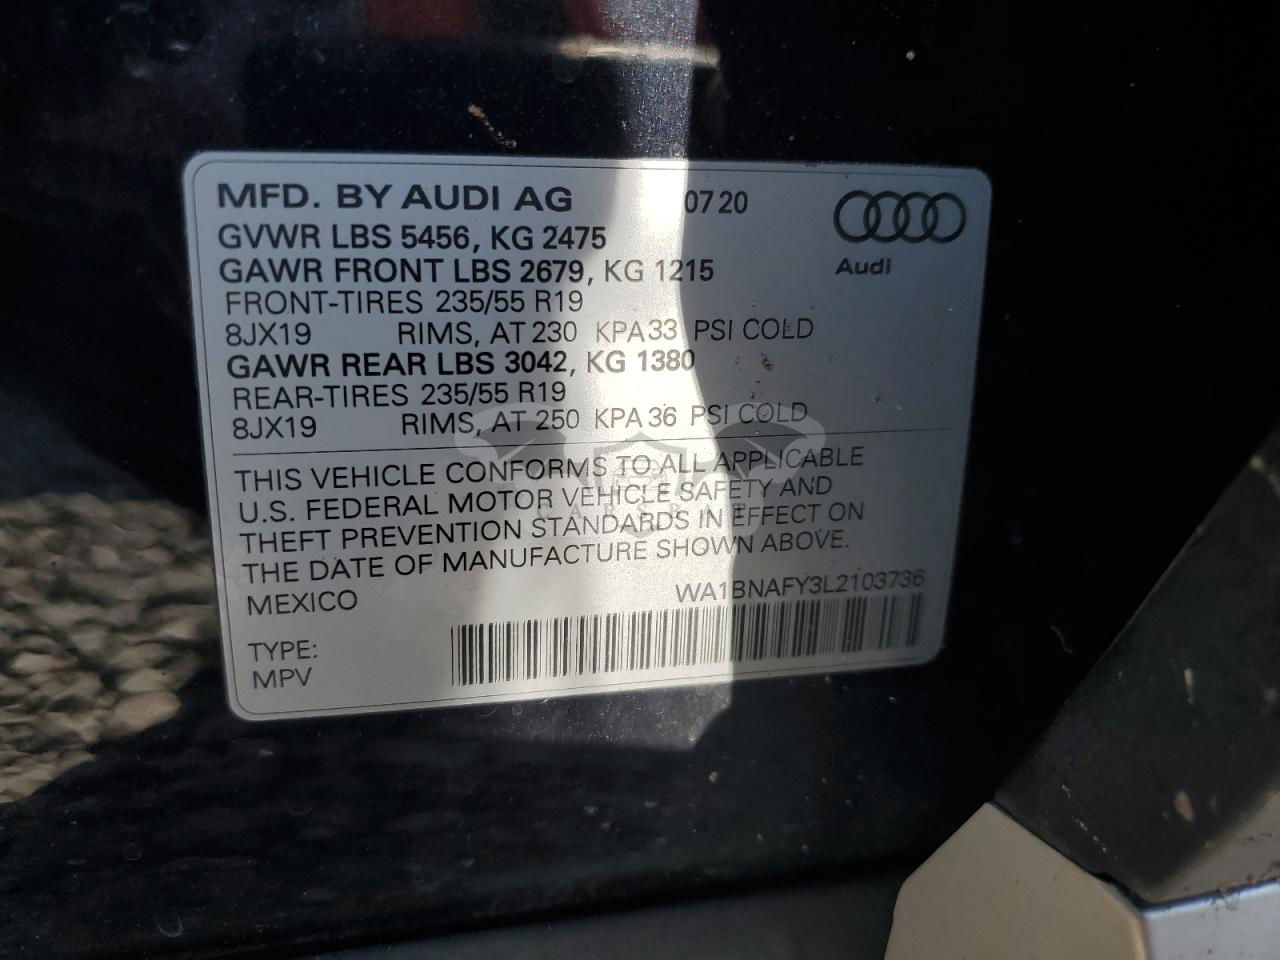 MFD. BY AUDI AG 0720
GVWR LBS 5456, KG 2475
GAWR FRONT LBS 2679, KG 1215
Audi
FRONT-TIRES 235/55 R19
8JX19 RIMS, AT 230 KPA 33 PSI COLD
GAWR REAR LBS 3042, KG 1380
REAR-TIRES 235/55 R19
8JX19 RIMS, AT 250 KPA 36 PSI COLD
THIS VEHICLE CONFORMS TO ALL APPLICABLE
U.S. FEDERAL MOTOR VEHICLE SAFETY AND
THEFT PREVENTION STANDARDS IN EFFECT ON
THE DATE OF MANUFACTURE SHOWN ABOVE.
MEXICO WA1BNAFY3L2103736
TYPE:
MPV